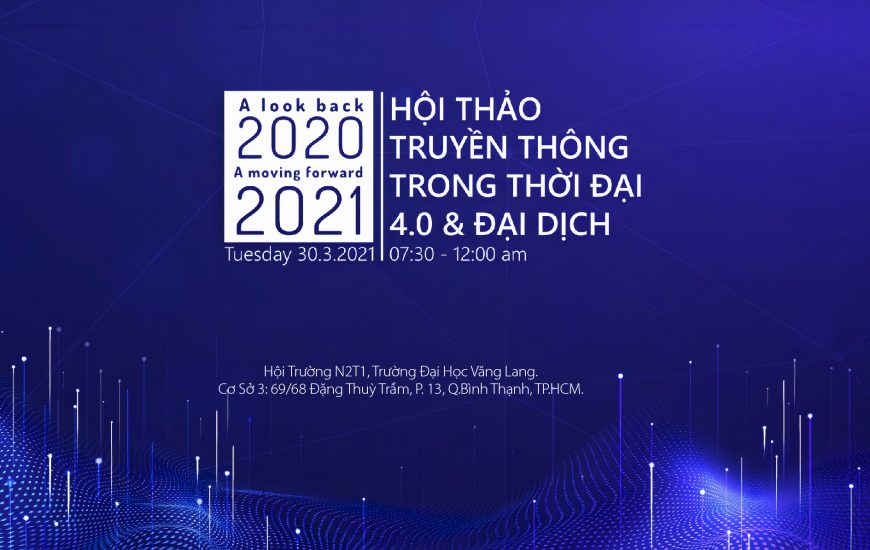 A look back
2020
A moving forward
2021
Tuesday 30.3.2021
HỘI THẢO
TRUYỀN THÔNG
TRONG THỜI ĐẠI
4.0 & ĐẠI DỊCH
07:30 - 12:00 am
Hội Trường N2T1, Trường Đại Học Văng Lang.
Cơ Sở 3: 69/68 Đặng Thuỳ Trầm, P. 13, Q.Bình Thạnh, TP.HCM.